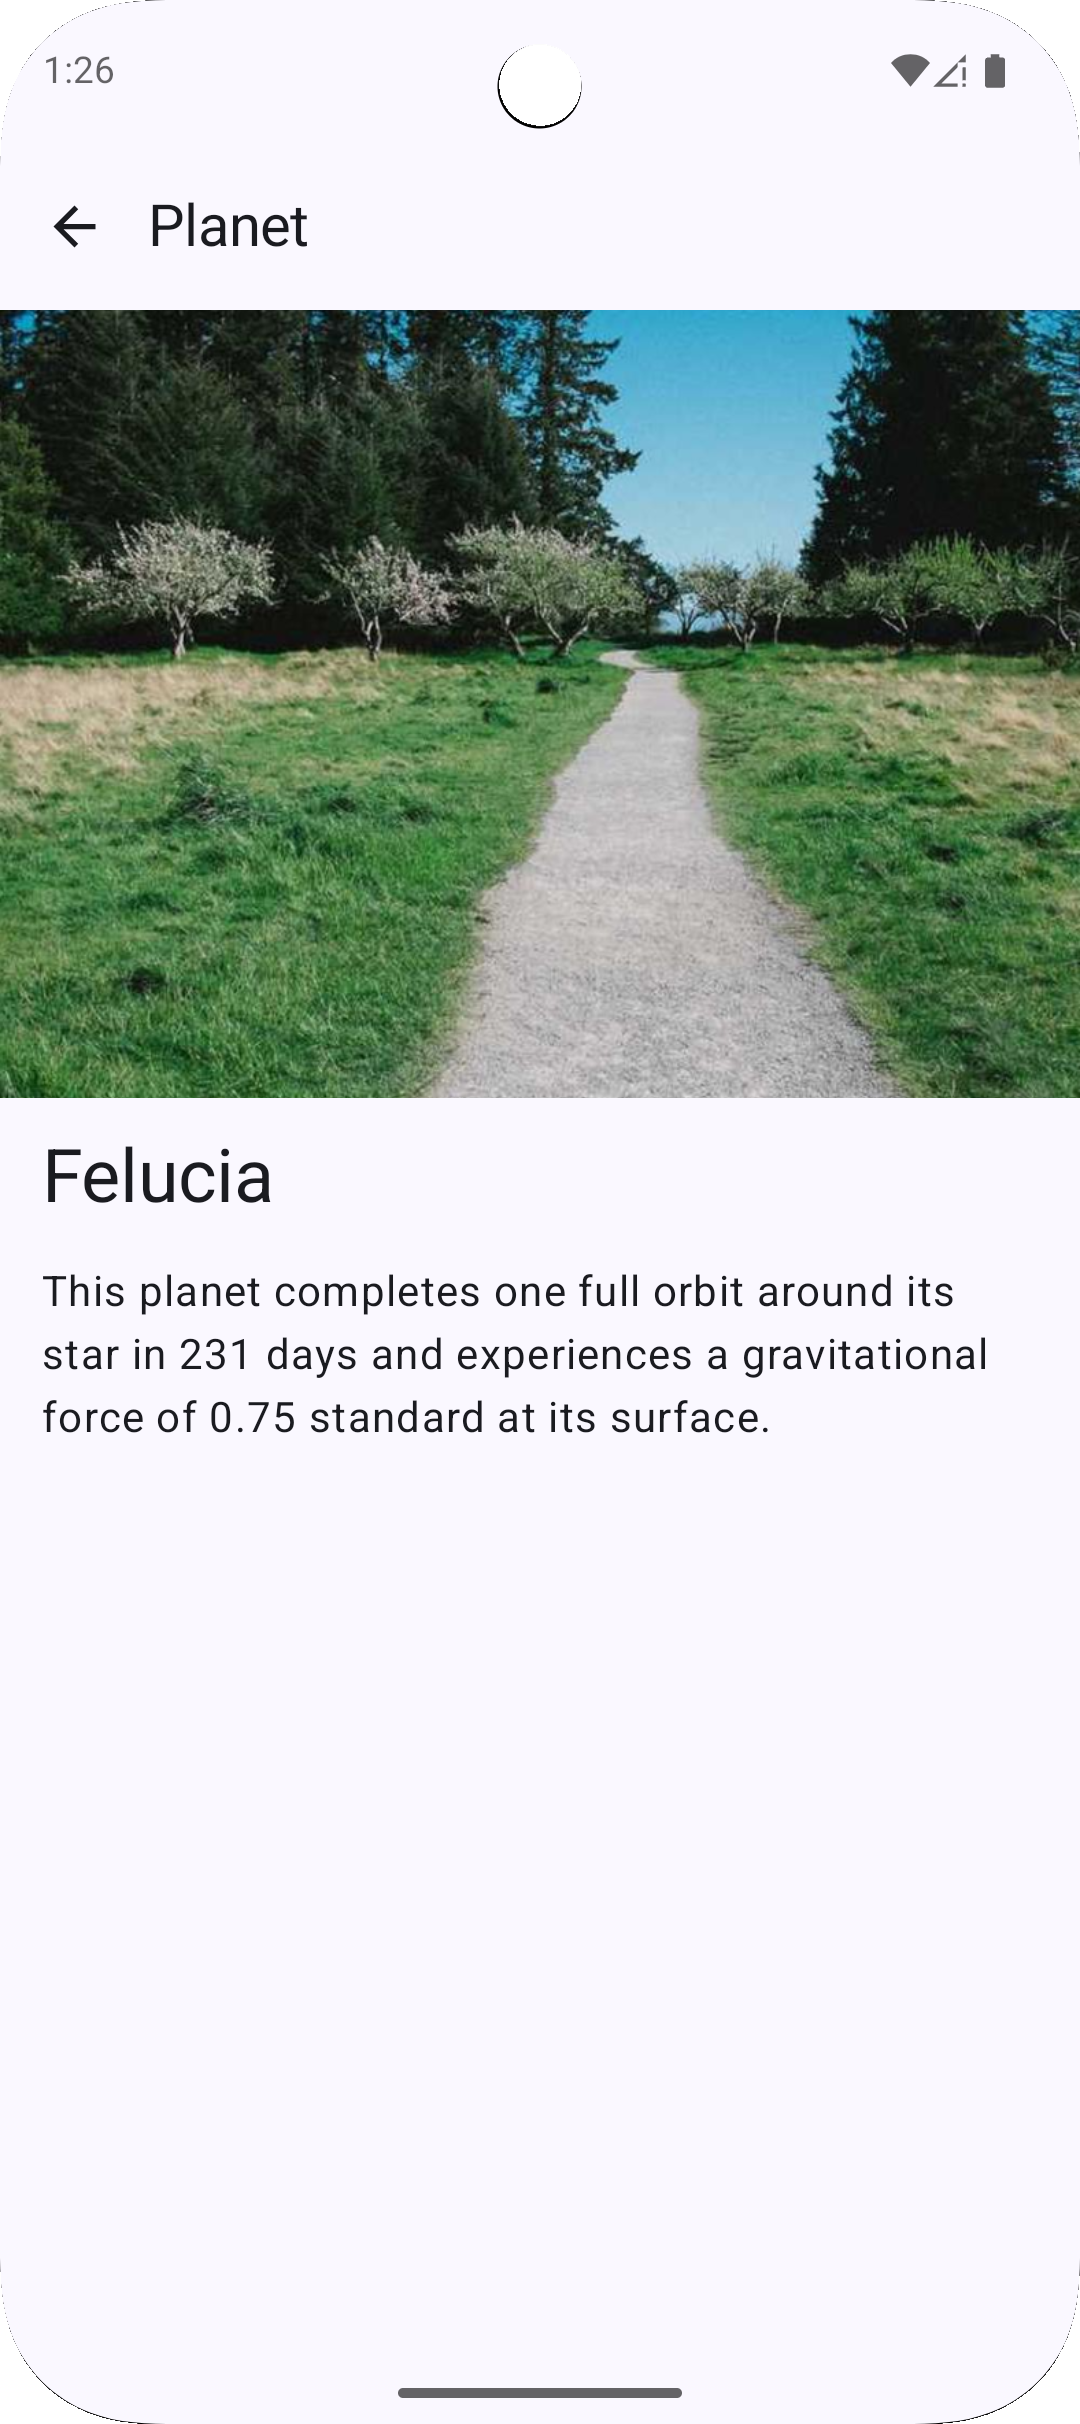 1:26
Planet
Felucia
This planet completes one full orbit around its
star in 231 days and experiences a gravitational
force of 0.75 standard at its surface.